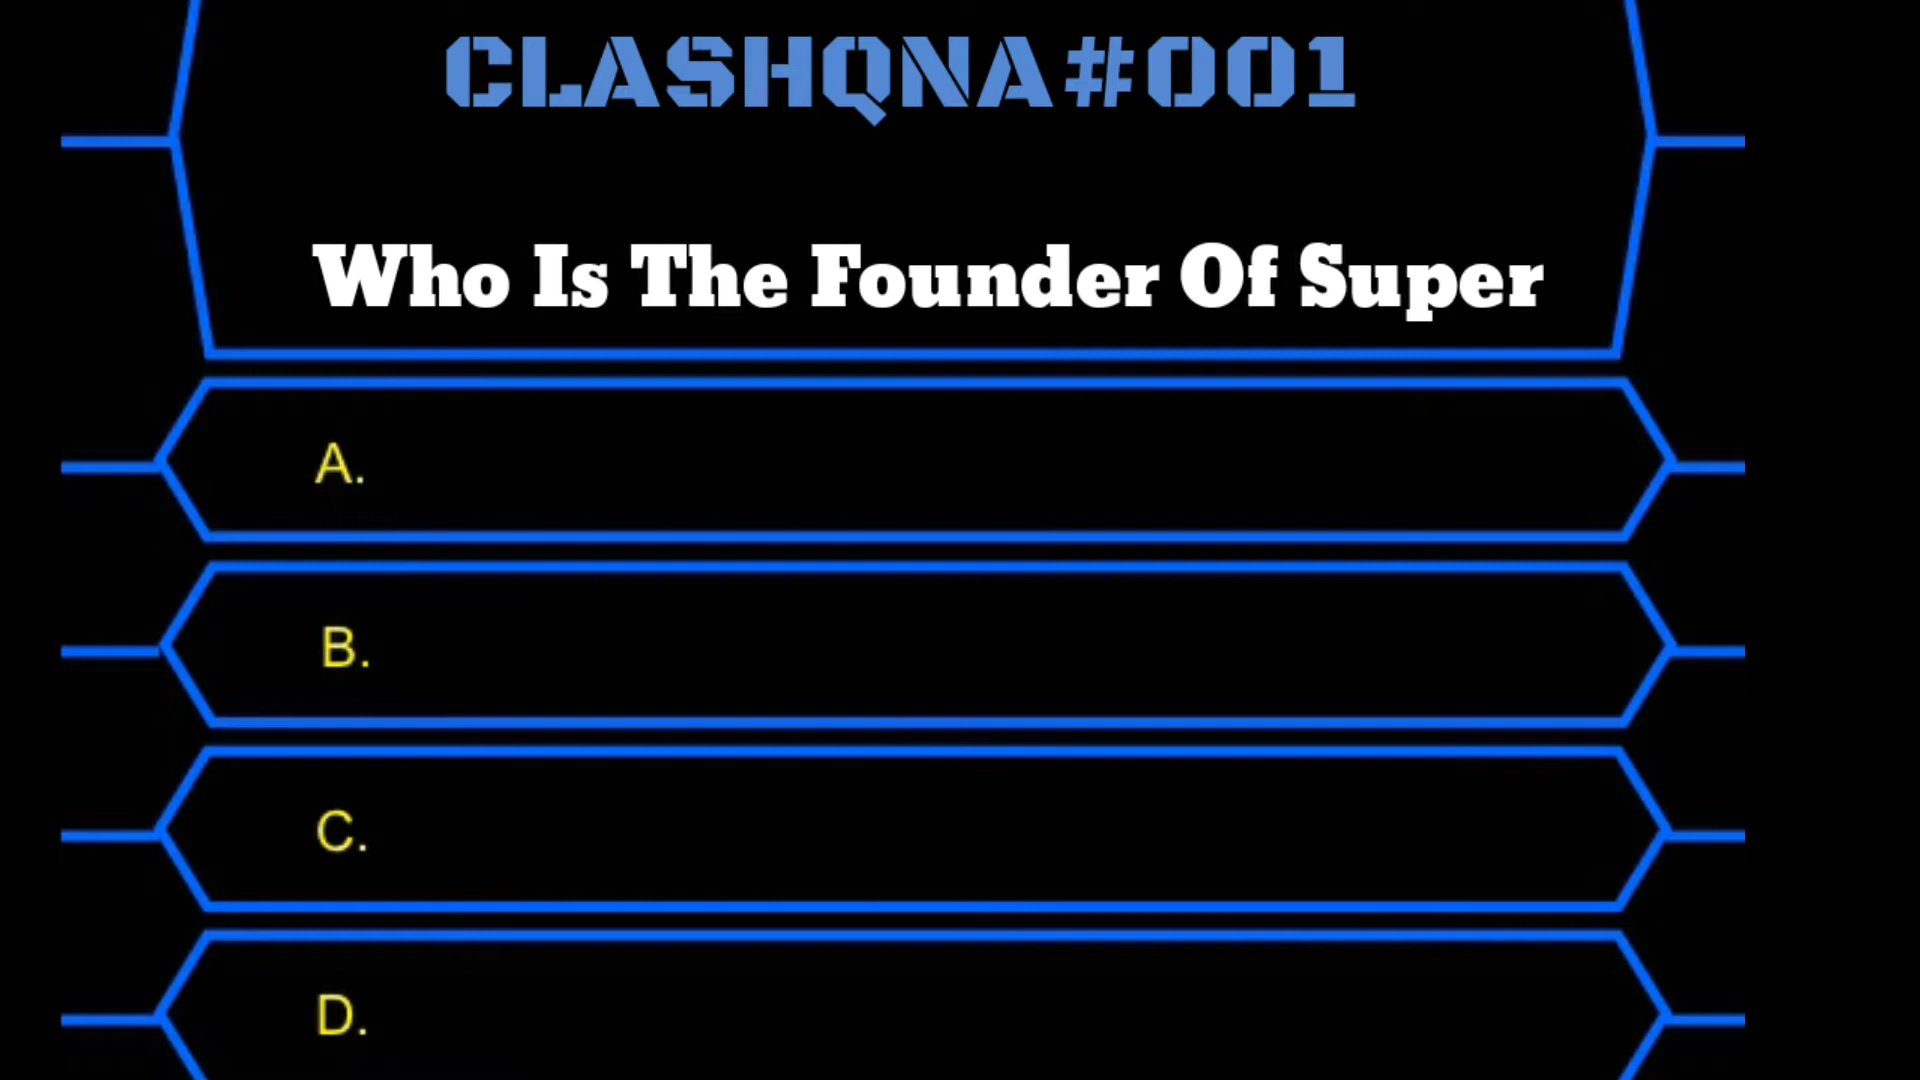 CLASHQNA#001
Who Is The Founder Of Super
A.
B.
C.
D.